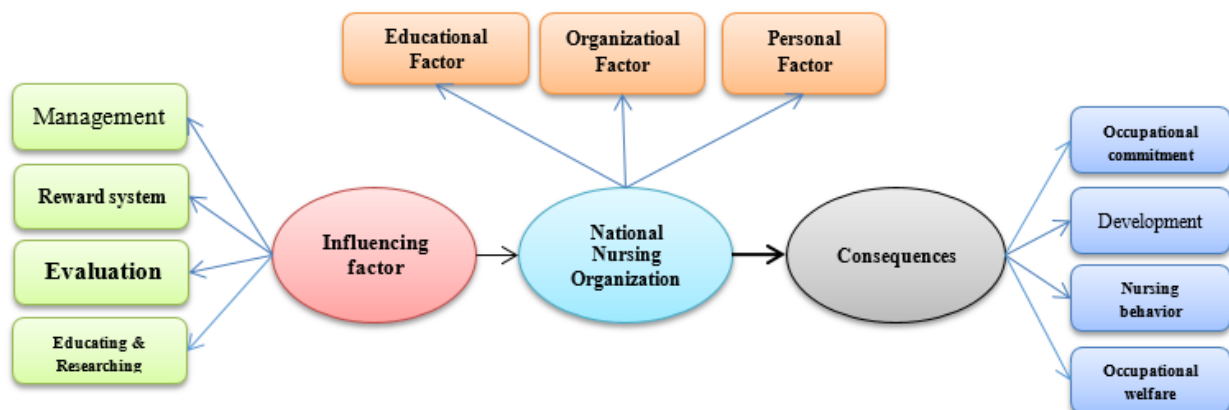 Educational
Factor
Organizatioal
Factor
Personal
Factor
Management
Reward system
Evaluation
Educating &
Researching
Influencing
factor
National
Nursing
Organization
Consequences
Occupational
commitment
Development
Nursing
behavior
Occupational
welfare